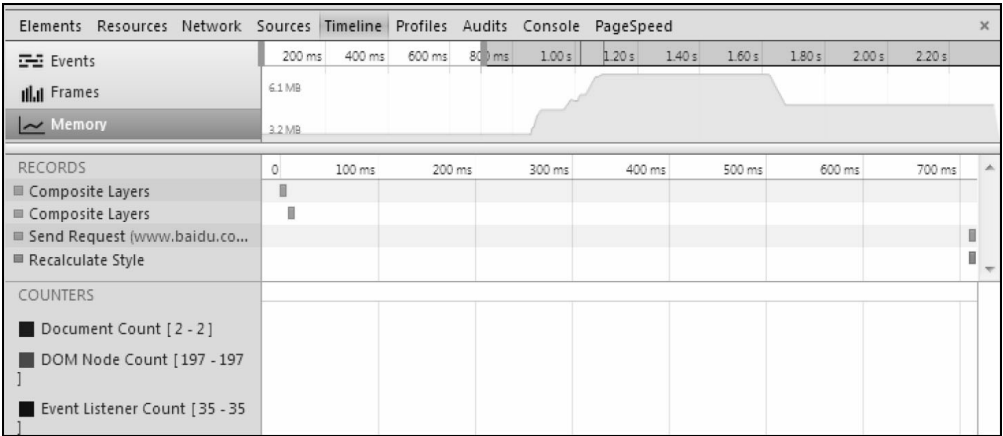 Elements Resources Network Sources Timeline Profiles Audits Console PageSpeed ×
Events
200 ms 400 ms 600 ms 800 ms 1.00 s 1.20 s 1.40 s 1.60 s 1.80 s 2.00 s 2.20 s
Frames
6.1 MB
Memory
3.2 MB
RECORDS
0 100 ms 200 ms 300 ms 400 ms 500 ms 600 ms 700 ms
Composite Layers
Composite Layers
Send Request (www.baidu.co...
Recalculate Style
COUNTERS
Document Count [ 2 - 2 ]
DOM Node Count [ 197 - 197
]
Event Listener Count [ 35 - 35
]